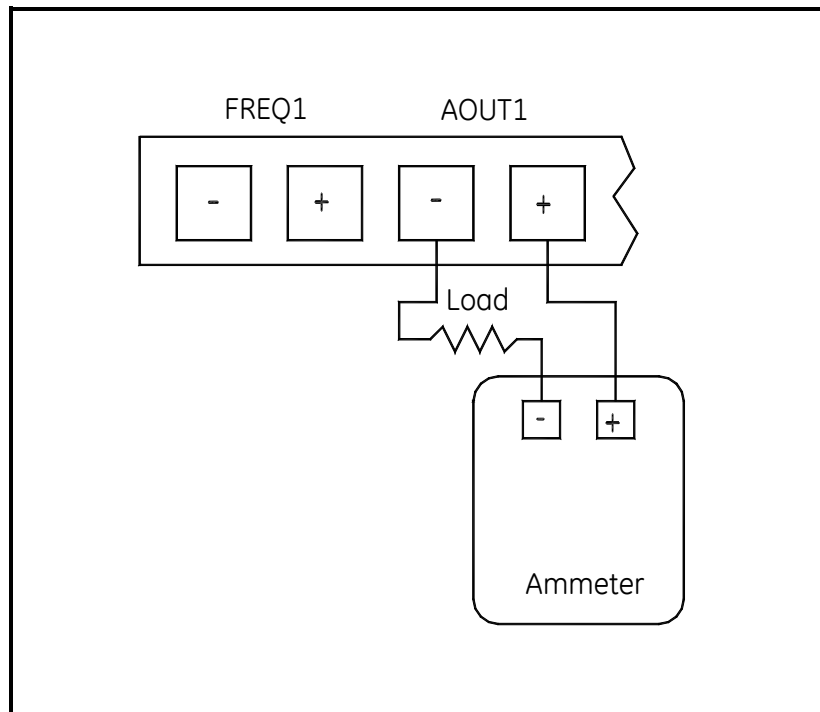 FREQ1 AOUT1
- + - +
Load
- +
Ammeter